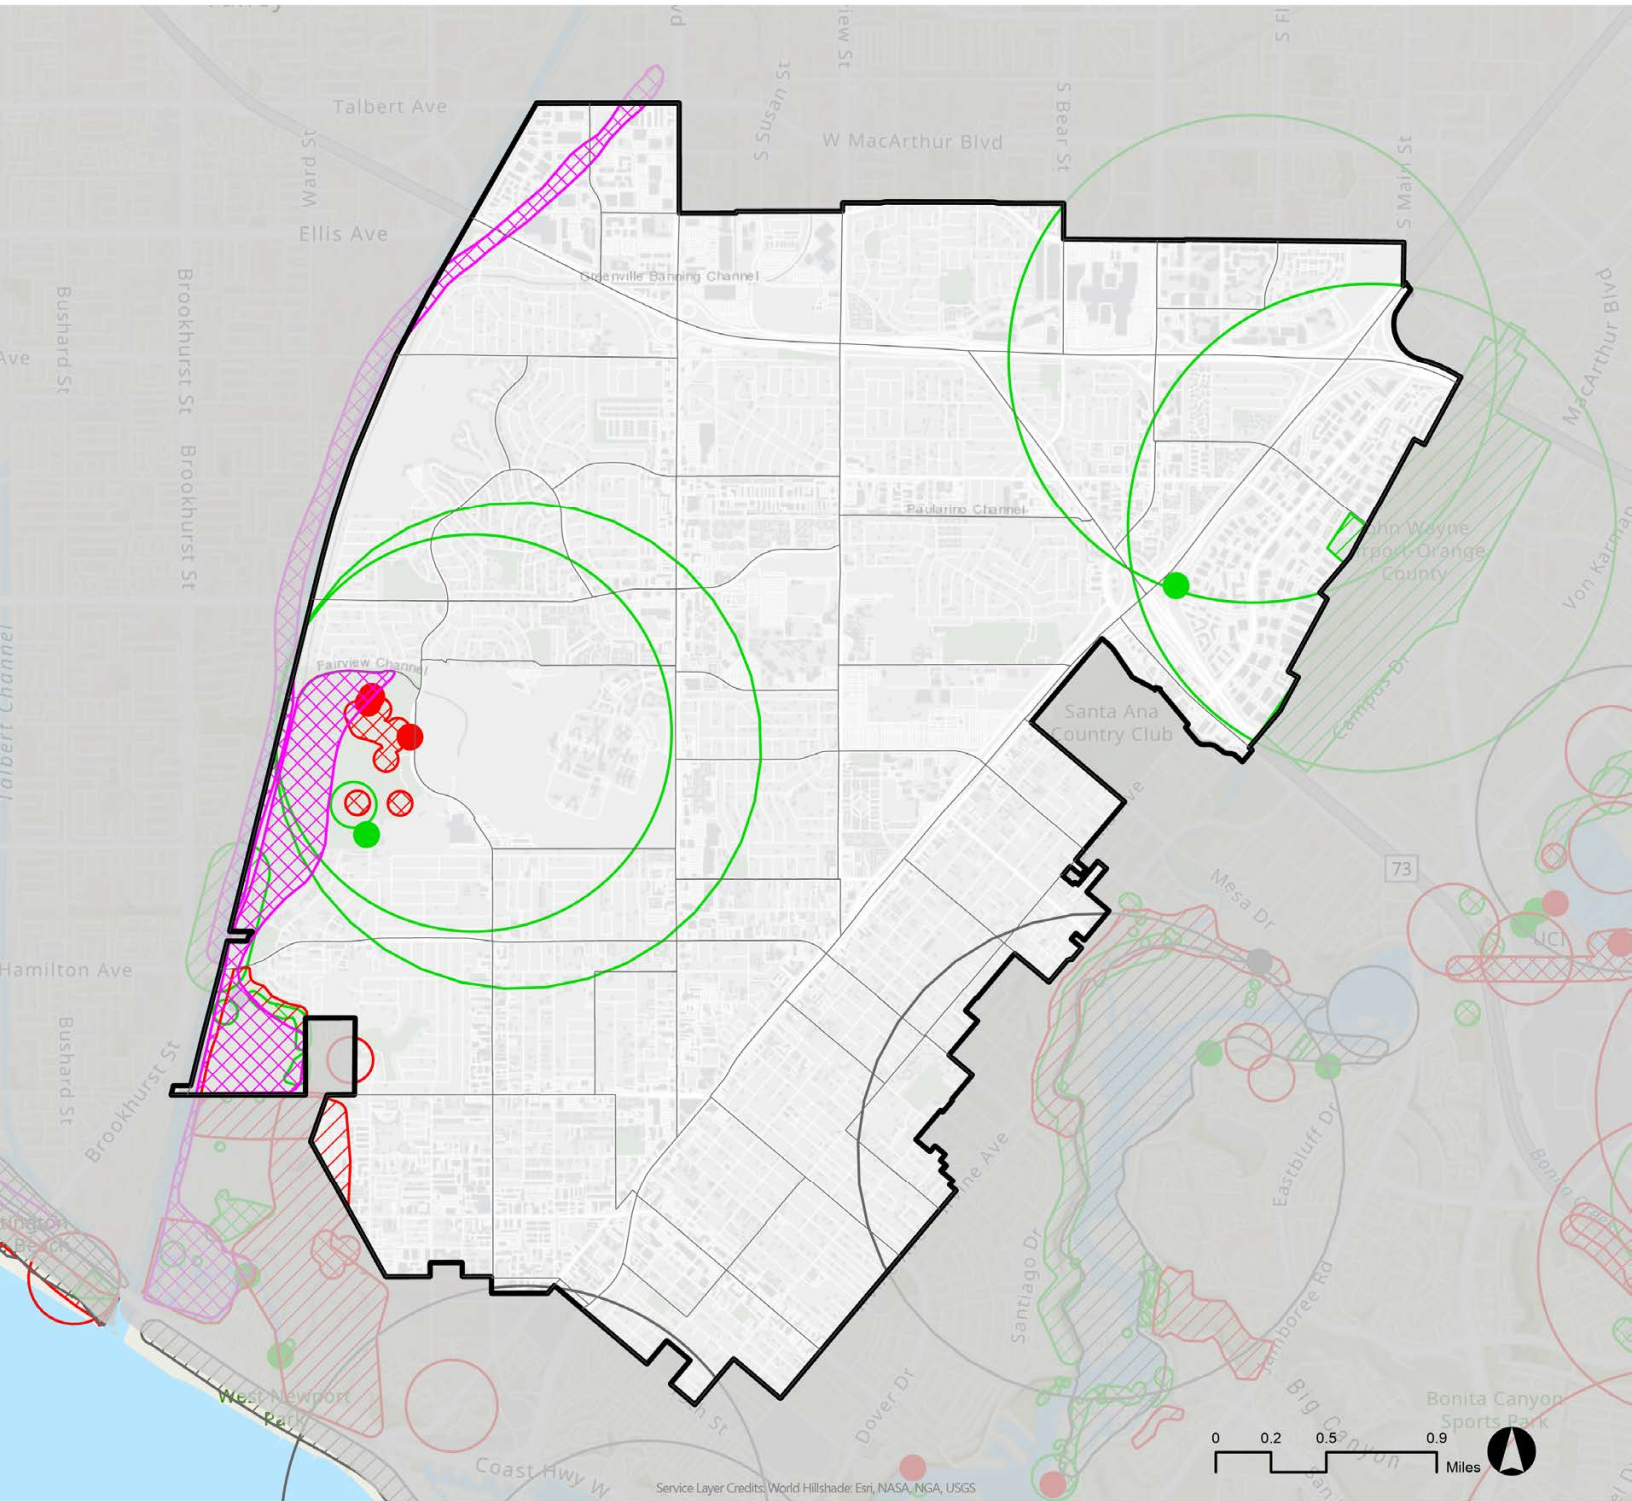 Talbert Ave
Ward St
S Susan St
W MacArthur Blvd
S Bear St
S Main St
MacArthur Blvd
Ellis Ave
Greenville Banning Channel
Bushard St
Brookhurst St
Brookhurst St
Ave
Paularino Channel
John Wayne
Airport-Orange
County
Von Karman
Fairview Channel
Talbert Channel
Campus Dr
Santa Ana
Country Club
73
Mesa Dr
UCI
Hamilton Ave
Bushard St
Brookhurst St
Eastbluff Dr
Santiago Dr
Jamboree Rd
West Newport
Park
Dover Dr
Big Canyon
Bonita Canyon
Sports Park
Coast Hwy W
0 0.2 0.5 0.9
Miles
Service Layer Credits: World Hillshade: Esri, NASA, NGA, USGS